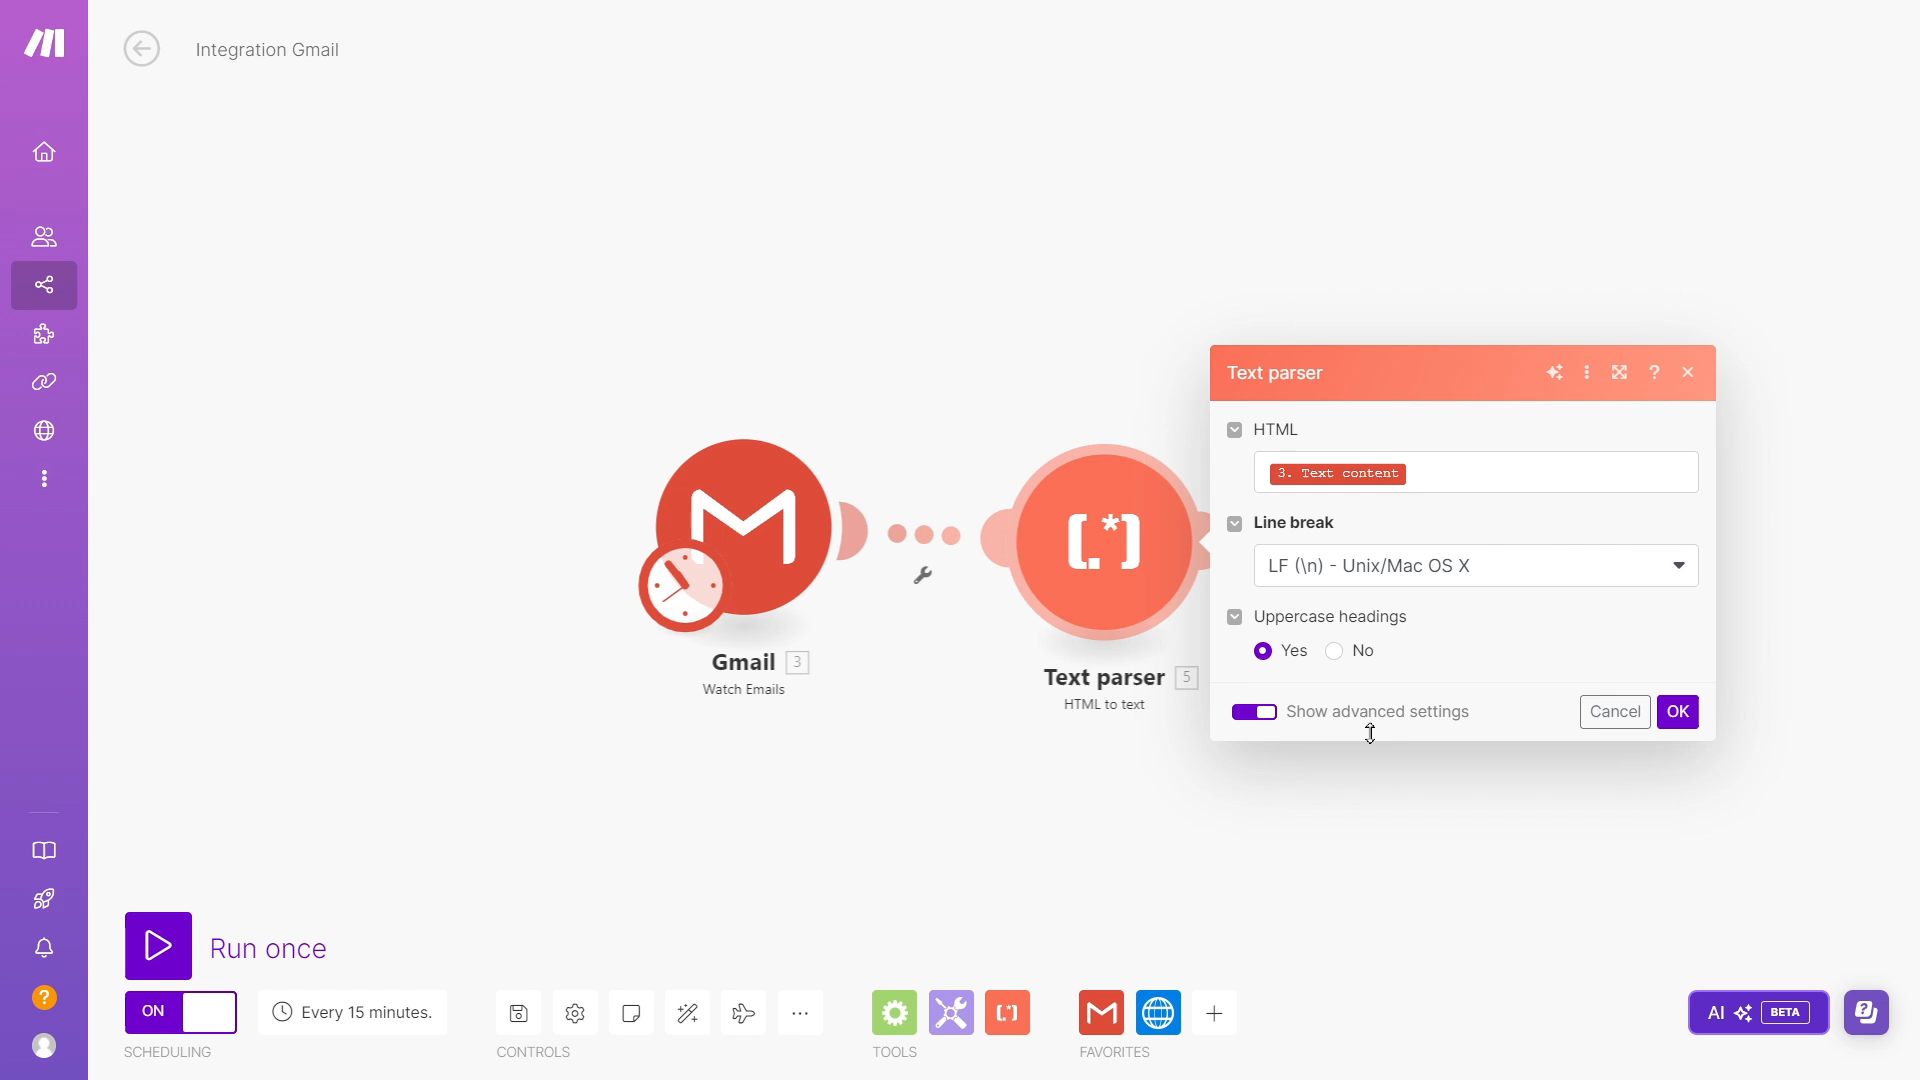 Integration Gmail
Text parser
HTML
3. Text content
Line break
LF (\n) - Unix/Mac OS X
Uppercase headings
Yes No
Show advanced settings
Cancel OK
Gmail 3
Watch Emails
Text parser 5
HTML to text
Run once
ON
Every 15 minutes.
SCHEDULING
CONTROLS
TOOLS
FAVORITES
AI BETA